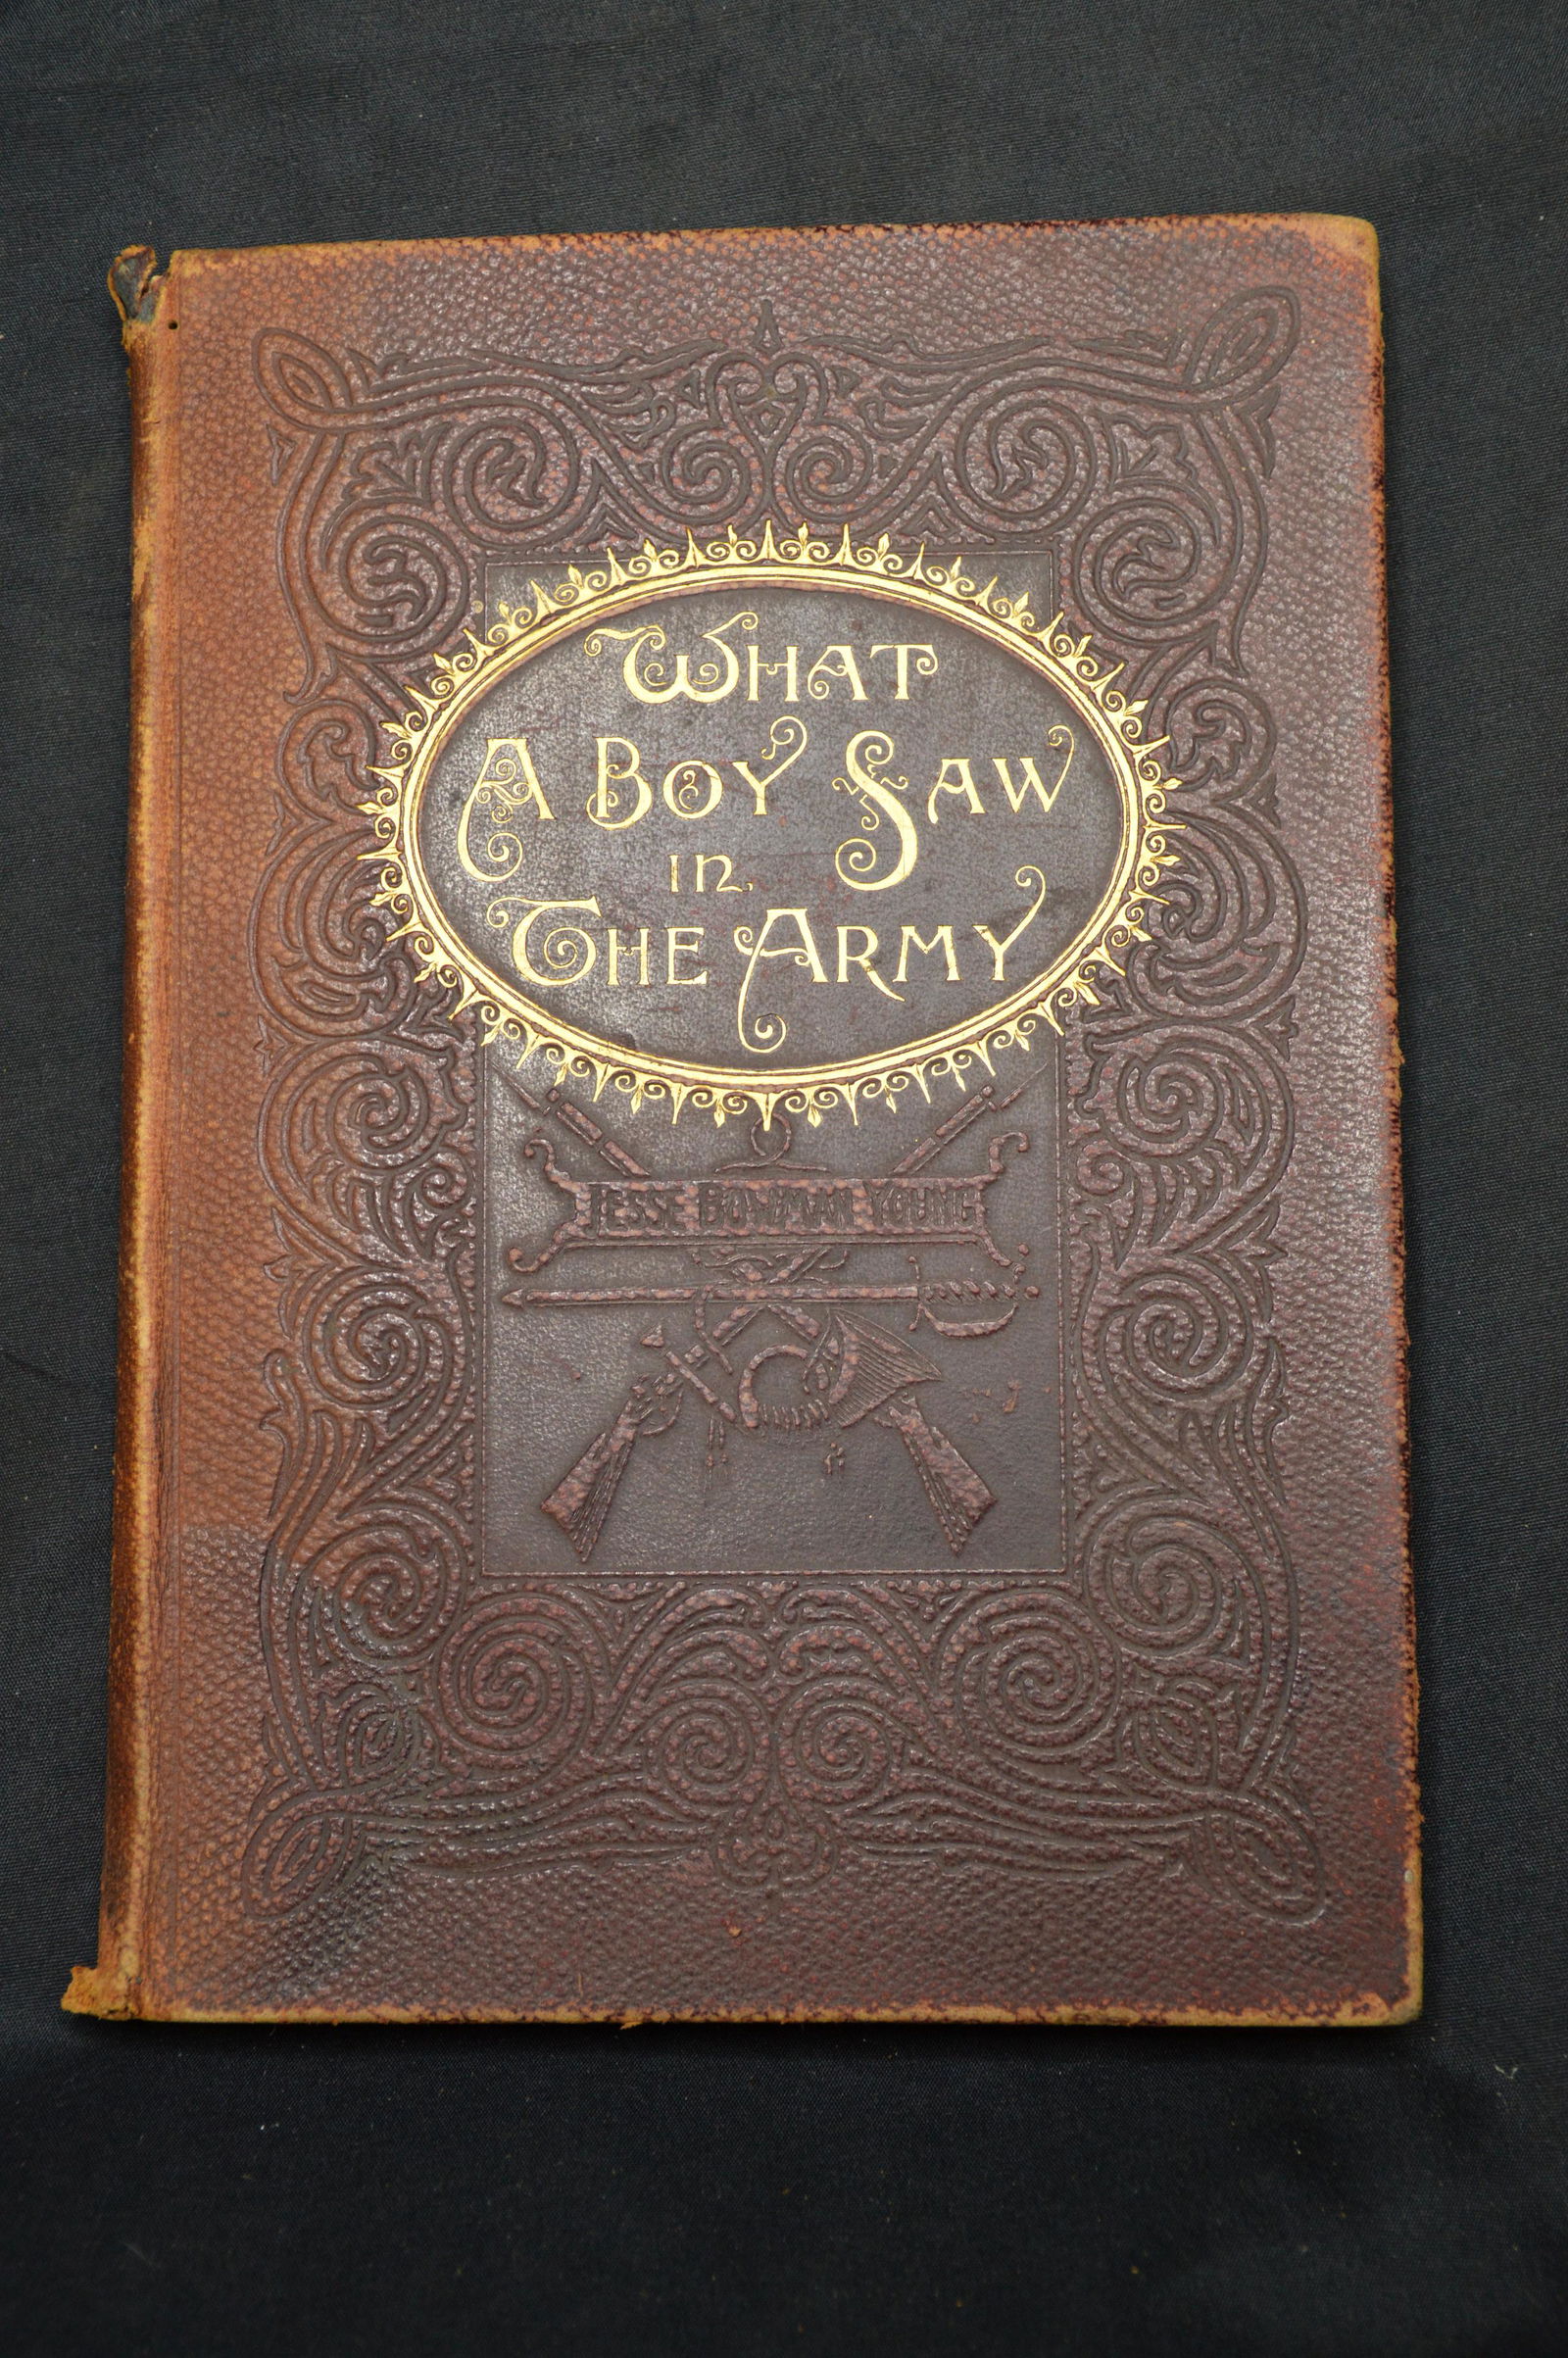 WHAT
A BOY SAW
in
THE ARMY
JESSE BOWMAN YOUNG